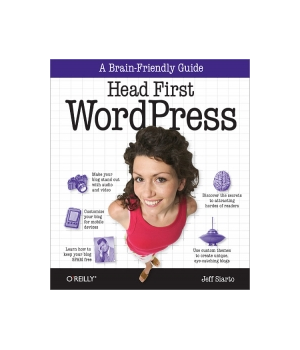 A Brain-Friendly Guide
Head First
WordPress
Make your
blog stand out
with audio
and video
Discover the secrets
to attracting
hordes of readers
Customize
your blog
for mobile
devices
Learn how to
keep your blog
SPAM free
Use custom themes
to create unique,
eye-catching blogs
O'REILLY®
Jeff Siarto